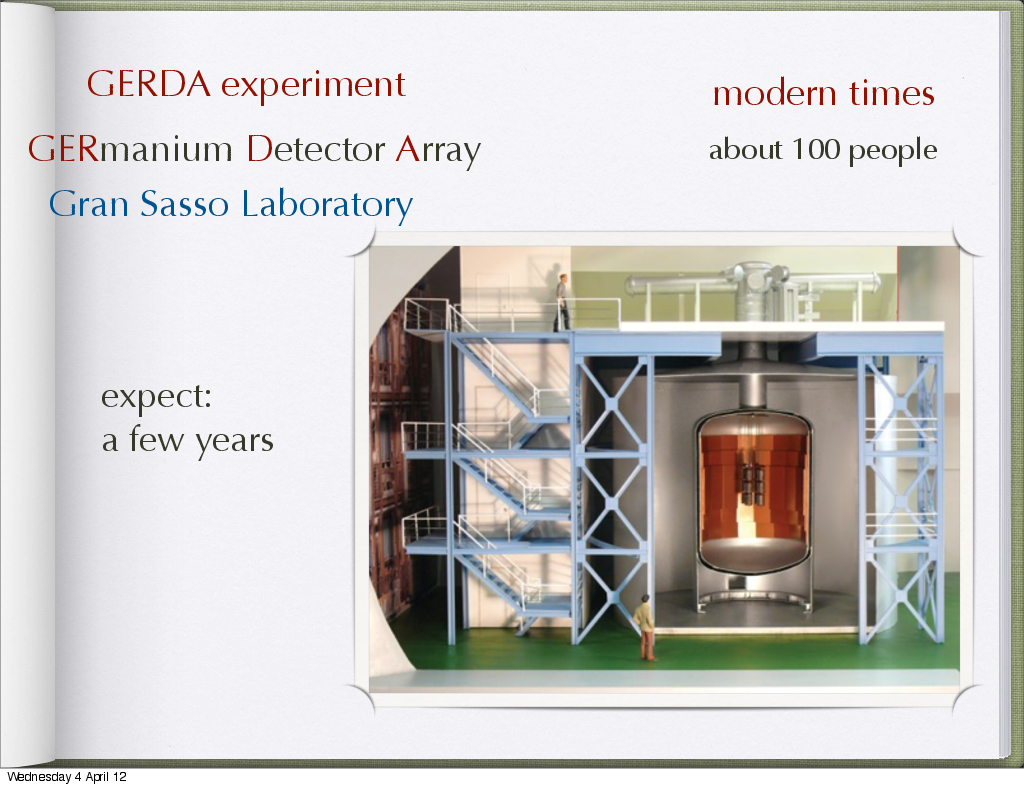 GERDA experiment
modern times
GERmanium Detector Array
about 100 people
Gran Sasso Laboratory
expect:
a few years
Wednesday 4 April 12